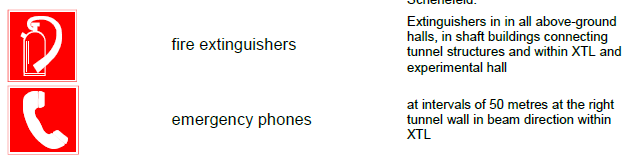 Schenefeld.
fire extinguishers
Extinguishers in in all above-ground
halls, in shaft buildings connecting
tunnel structures and within XTL and
experimental hall
emergency phones
at intervals of 50 metres at the right
tunnel wall in beam direction within
XTL